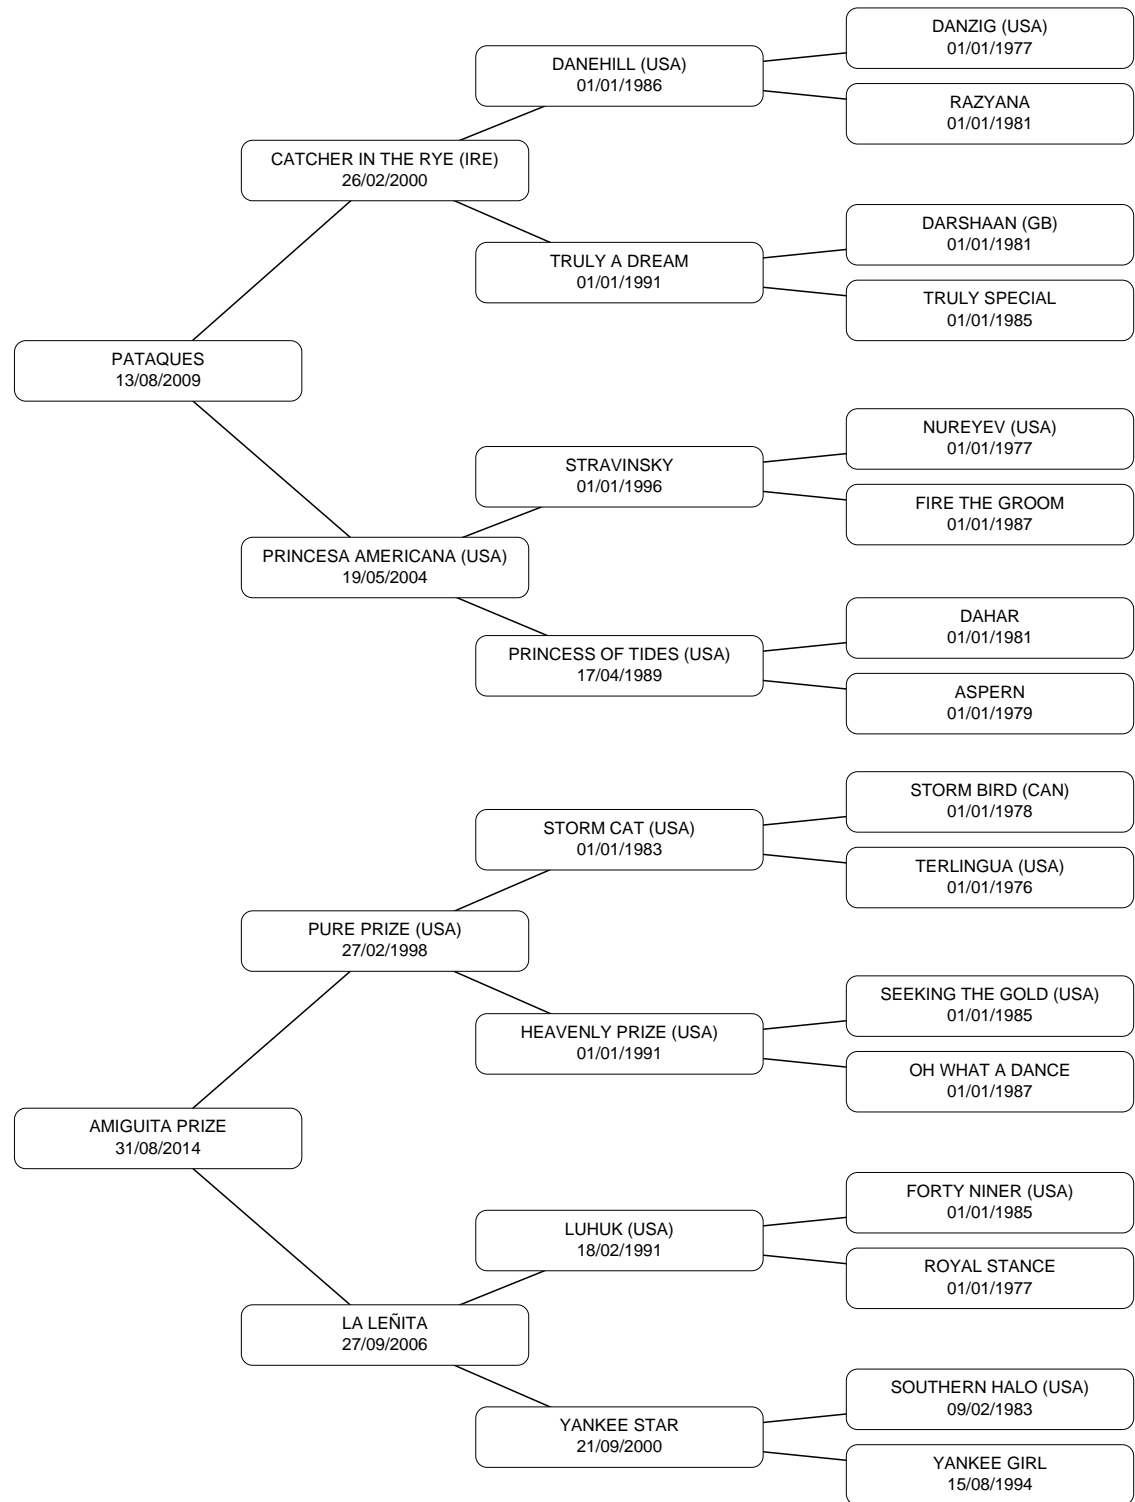 DANZIG (USA)
01/01/1977
DANEHILL (USA)
01/01/1986
RAZYANA
01/01/1981
CATCHER IN THE RYE (IRE)
26/02/2000
DARSHAAN (GB)
01/01/1981
TRULY A DREAM
01/01/1991
TRULY SPECIAL
01/01/1985
PATAQUES
13/08/2009
NUREYEV (USA)
01/01/1977
STRAVINSKY
01/01/1996
FIRE THE GROOM
01/01/1987
PRINCESA AMERICANA (USA)
19/05/2004
DAHAR
01/01/1981
PRINCESS OF TIDES (USA)
17/04/1989
ASPERN
01/01/1979
STORM BIRD (CAN)
01/01/1978
STORM CAT (USA)
01/01/1983
TERLINGUA (USA)
01/01/1976
PURE PRIZE (USA)
27/02/1998
SEEKING THE GOLD (USA)
01/01/1985
HEAVENLY PRIZE (USA)
01/01/1991
OH WHAT A DANCE
01/01/1987
AMIGUITA PRIZE
31/08/2014
FORTY NINER (USA)
01/01/1985
LUHUK (USA)
18/02/1991
ROYAL STANCE
01/01/1977
LA LEÑITA
27/09/2006
SOUTHERN HALO (USA)
09/02/1983
YANKEE STAR
21/09/2000
YANKEE GIRL
15/08/1994